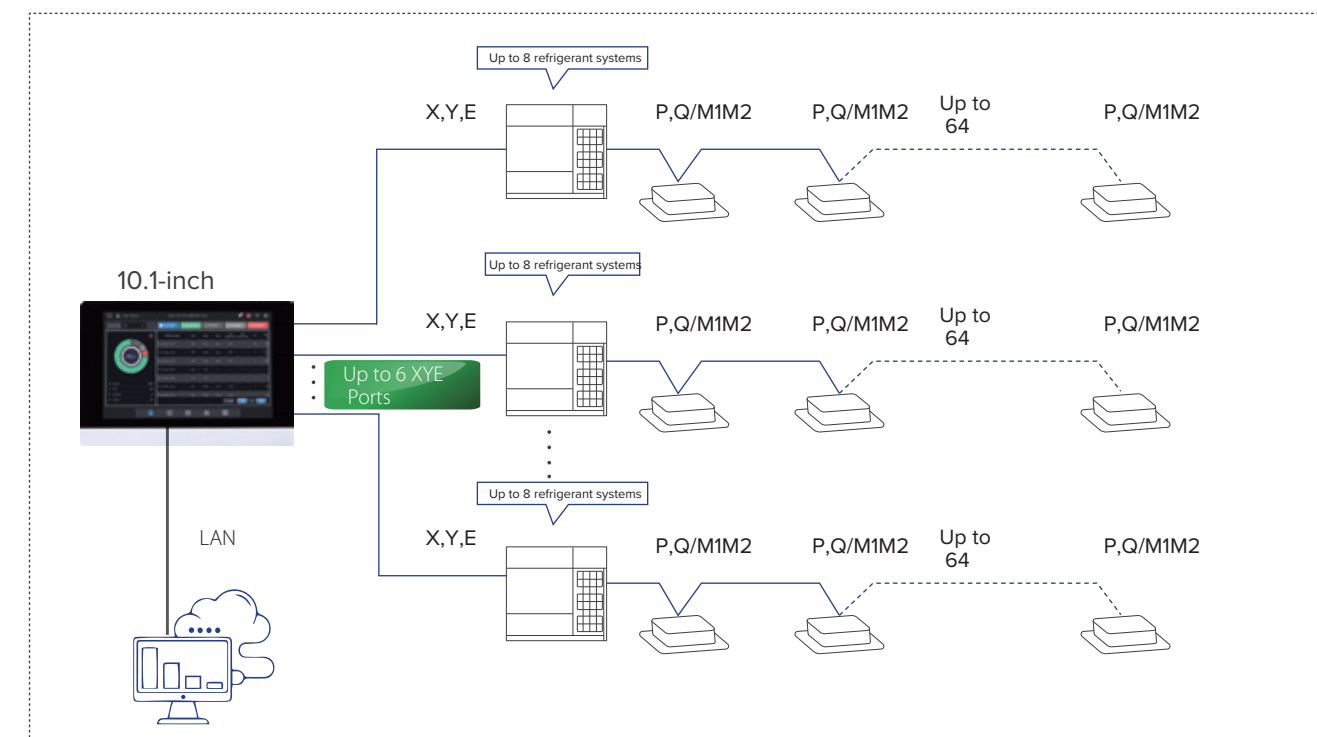 Up to 8 refrigerant systems
X,Y,E
P,Q/M1M2
P,Q/M1M2
Up to
64
P,Q/M1M2
10.1-inch
Up to 8 refrigerant systems
X,Y,E
P,Q/M1M2
P,Q/M1M2
Up to
64
P,Q/M1M2
Up to 6 XYE
Ports
Up to 8 refrigerant systems
X,Y,E
P,Q/M1M2
P,Q/M1M2
Up to
64
P,Q/M1M2
LAN